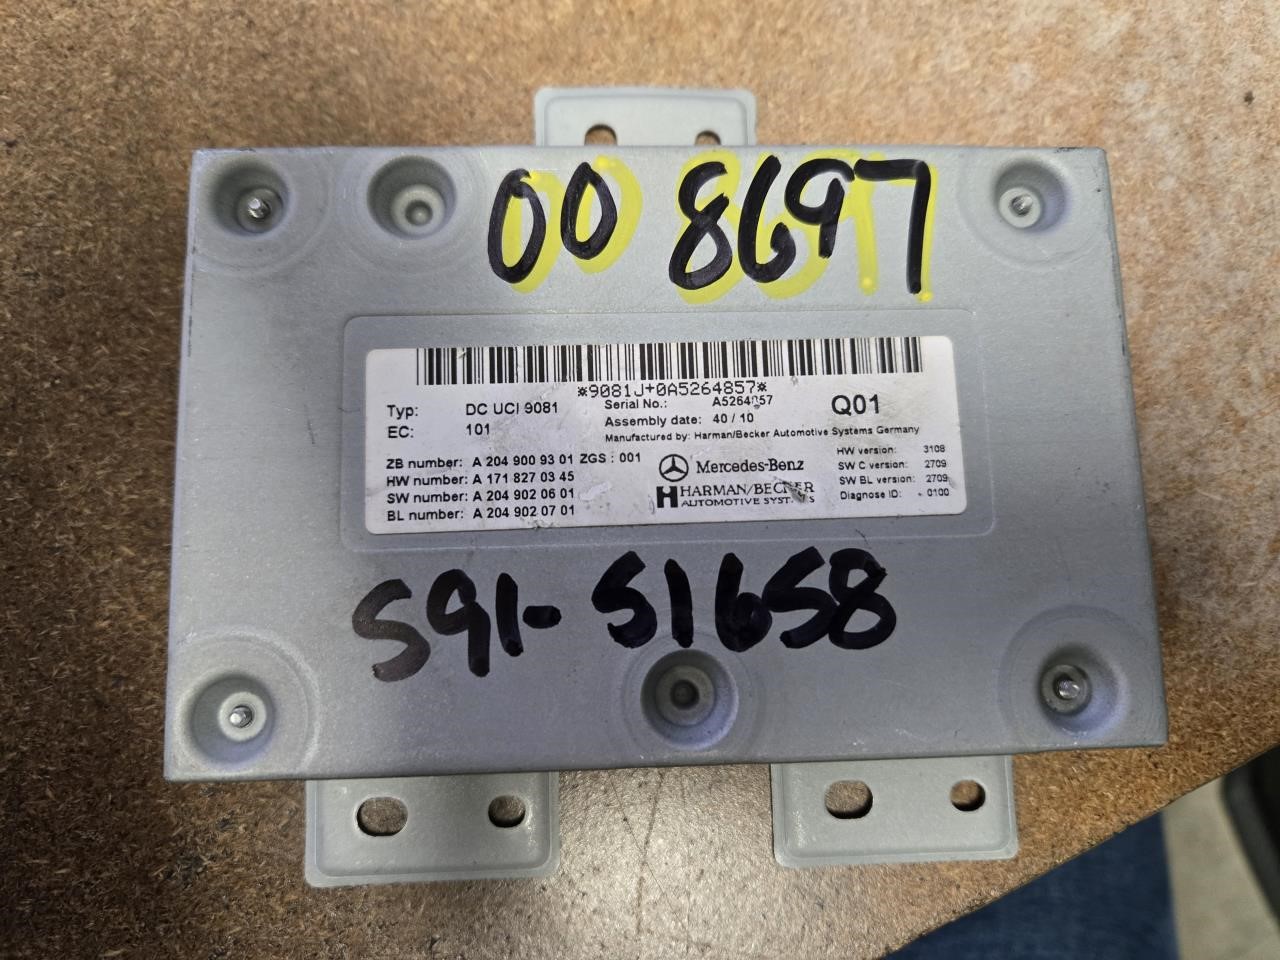 00 8697
*9081J+0A5264857*
Typ: DC UCI 9081
Serial No.: A5264857
Q01
EC: 101
Assembly date: 40 / 10
Manufactured by: Harman/Becker Automotive Systems Germany
ZB number: A 204 900 9301 ZGS : 001
HW number: A 171 827 03 45
SW number: A 204 902 06 01
BL number: A 204 902 07 01
Mercedes-Benz
HARMAN/BECKER
AUTOMOTIVE SYSTEMS
HW version: 3108
SW C version: 2709
SW BL version: 2709
Diagnose ID: 0100
S91-S1658